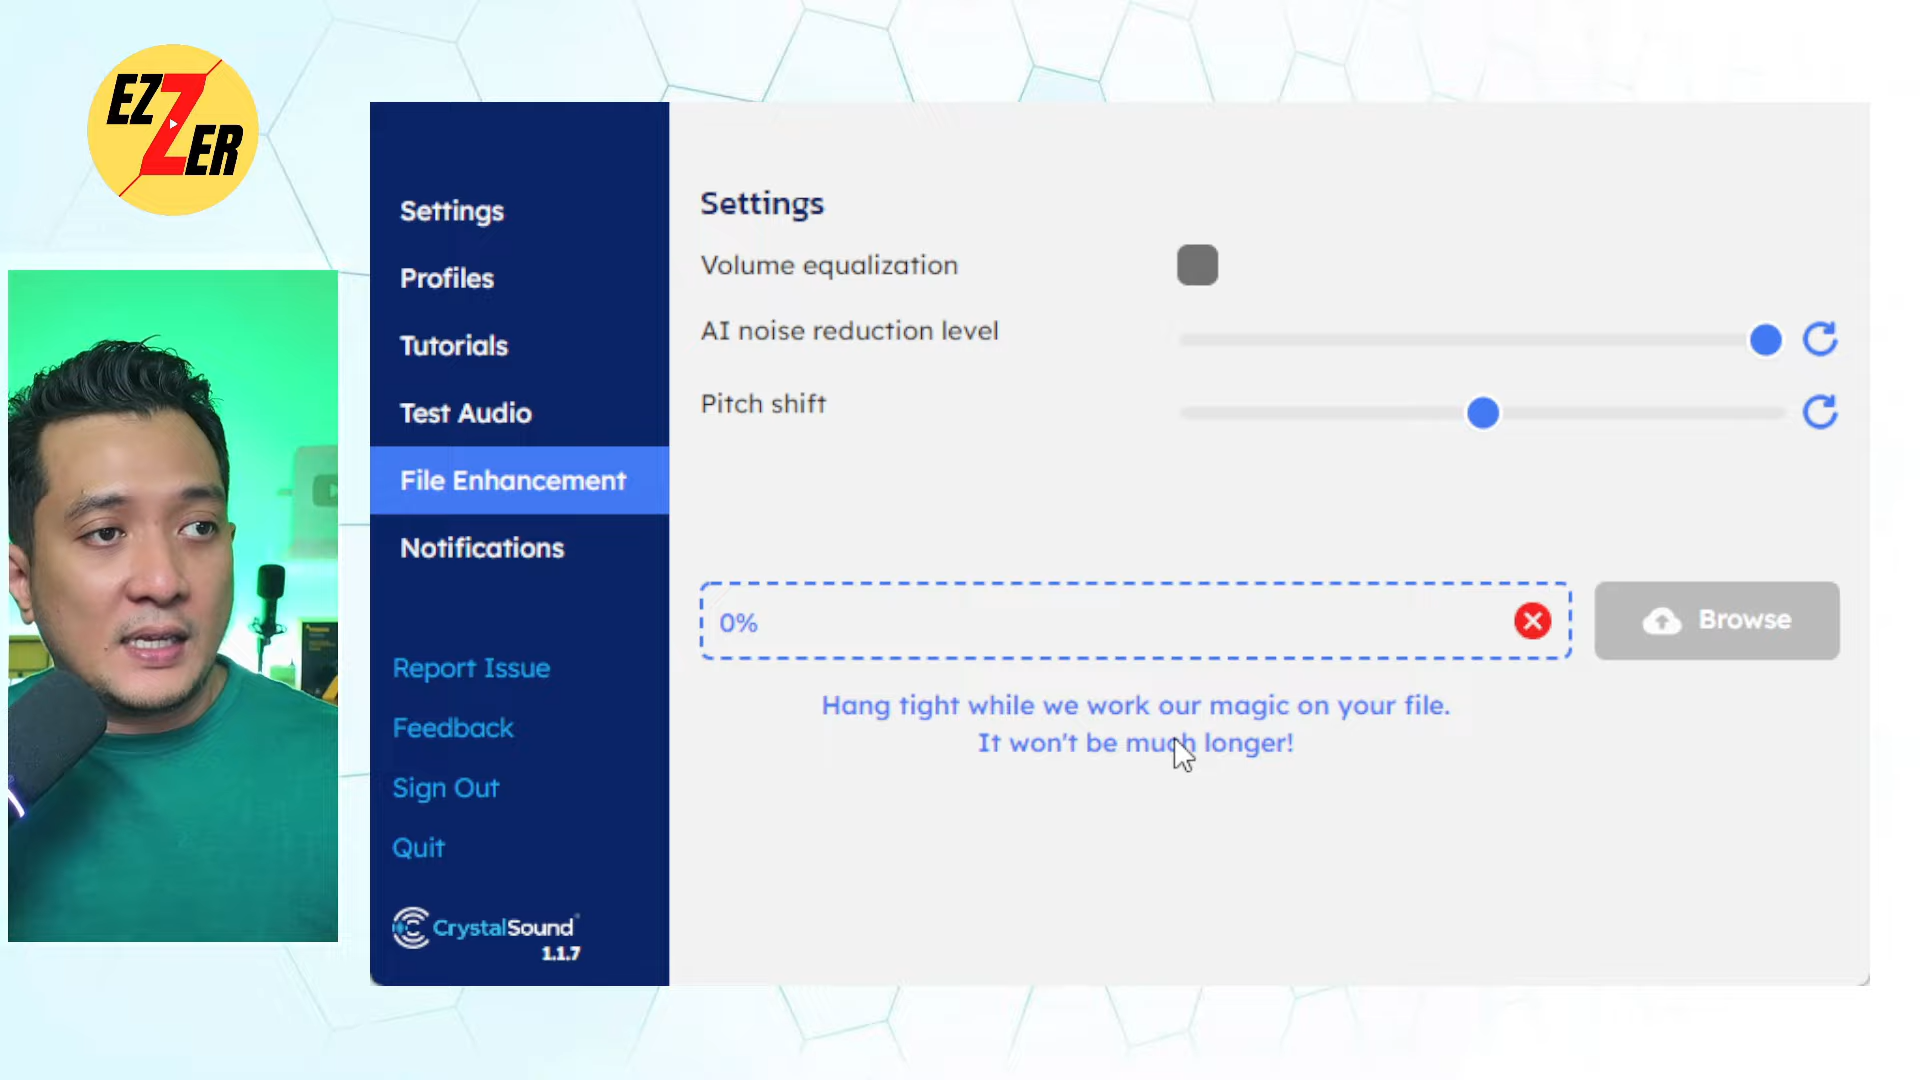 EZ
Z
ER
Settings
Profiles
Tutorials
Test Audio
File Enhancement
Notifications
Report Issue
Feedback
Sign Out
Quit
CrystalSound
1.1.7
Settings
Volume equalization
AI noise reduction level
Pitch shift
0%
Browse
Hang tight while we work our magic on your file.
It won't be much longer!